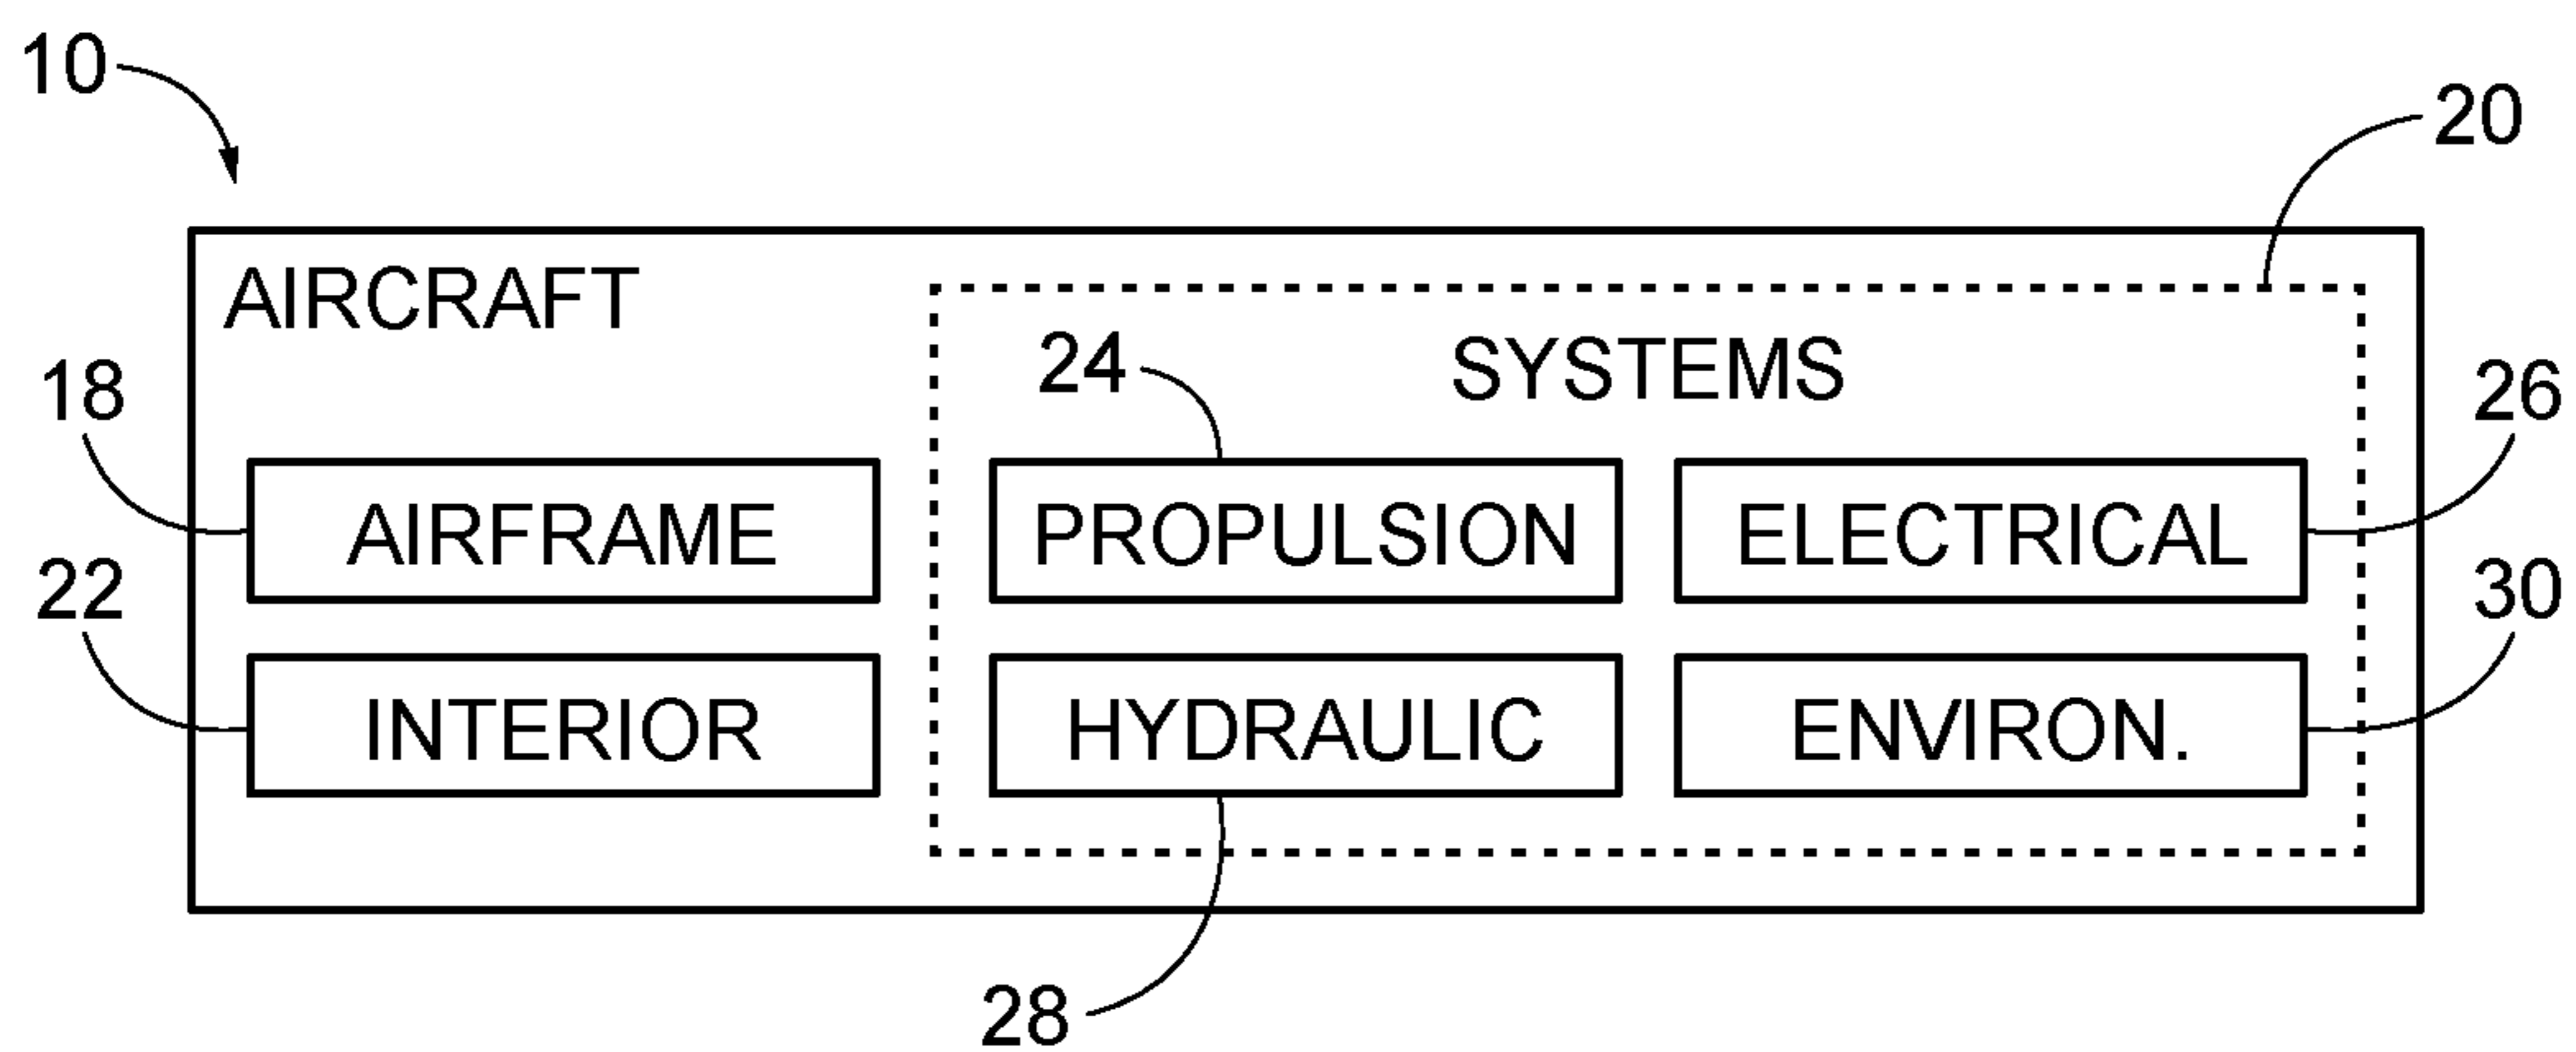 10
20
AIRCRAFT
SYSTEMS
24
18
26
AIRFRAME
PROPULSION
ELECTRICAL
22
30
INTERIOR
HYDRAULIC
ENVIRON.
28